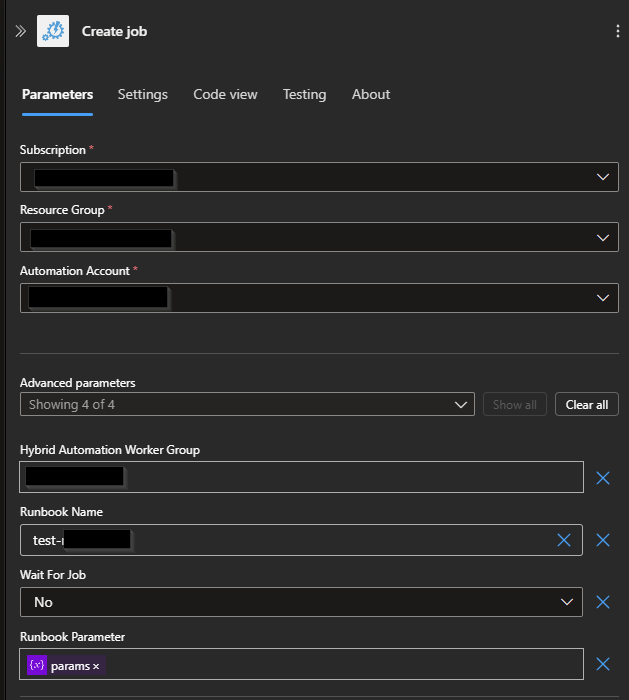 Create job
Parameters Settings Code view Testing About
Subscription *
Resource Group *
Automation Account *
Advanced parameters
Showing 4 of 4 Show all Clear all
Hybrid Automation Worker Group
Runbook Name
test-
Wait For Job
No
Runbook Parameter
{x} params ×